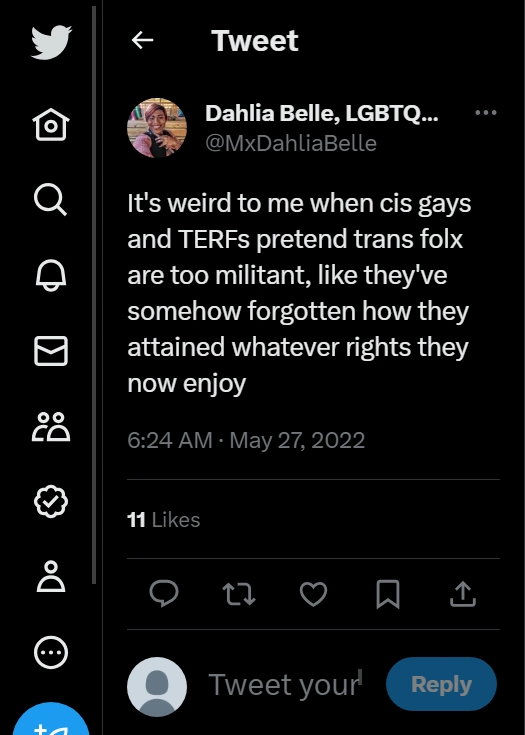 Tweet
Dahlia Belle, LGBTQ...
@MxDahliaBelle
It's weird to me when cis gays
and TERFs pretend trans folx
are too militant, like they've
somehow forgotten how they
attained whatever rights they
now enjoy
6:24 AM · May 27, 2022
11 Likes
Tweet your
Reply